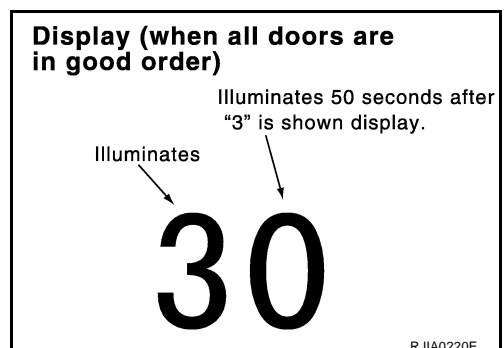 Display (when all doors are
in good order)
Illuminates 50 seconds after
“3” is shown display.
Illuminates
30
RJIA0220E